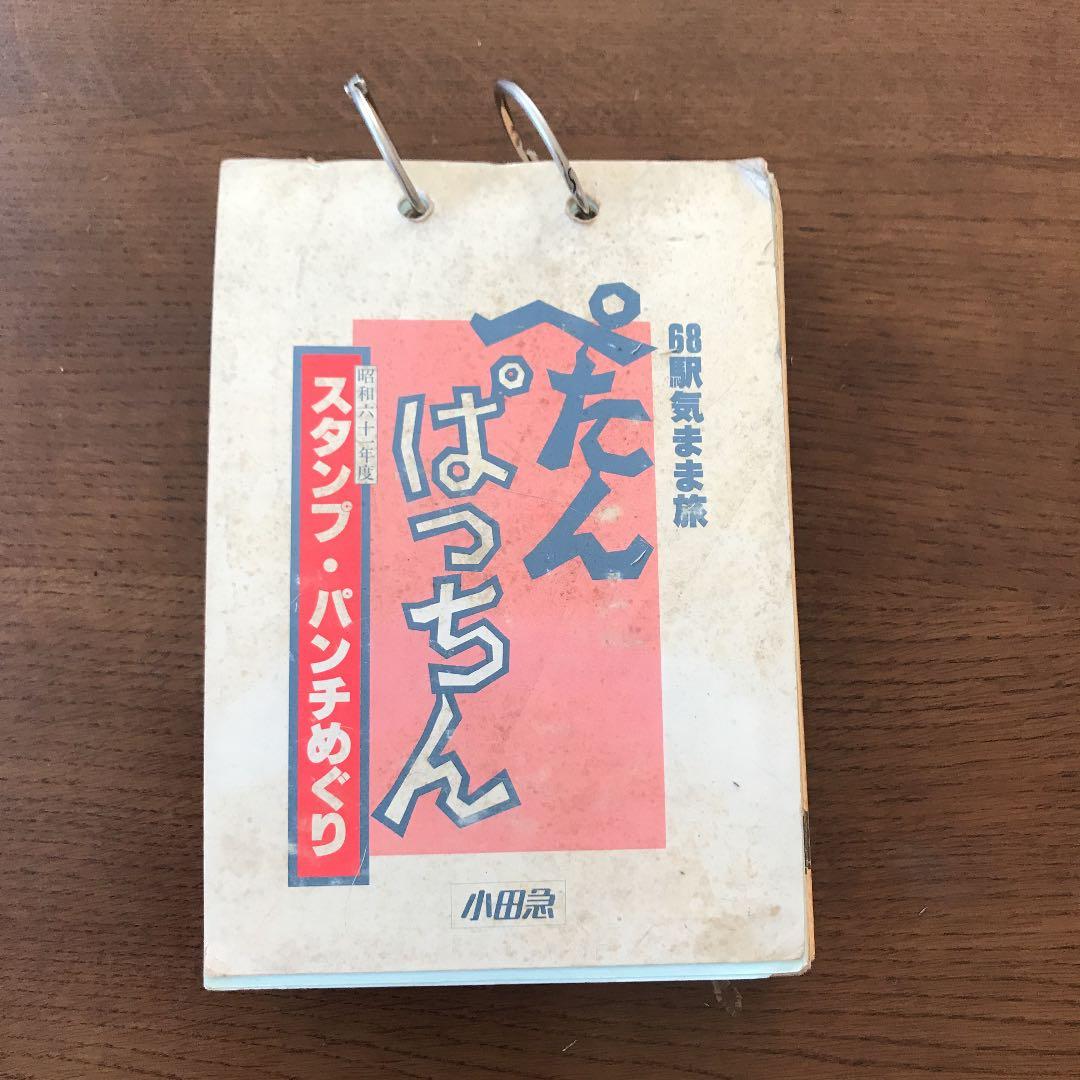 68駅気まま旅
ぺたん
ぱっちん
昭和六十一年度
スタンプ・パンチめぐり
小田急